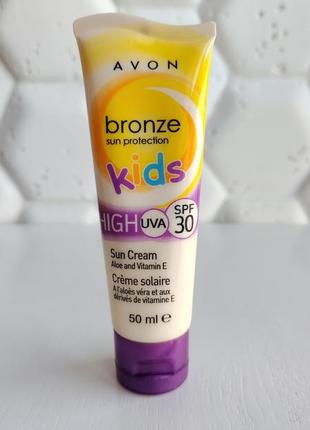 AVON
bronze
sun protection
kids
HIGH UVA SPF 30
Sun Cream
Aloe and Vitamin E
Crème solaire
A l'aloès véra et aux
dérivés de vitamine E
50 ml e